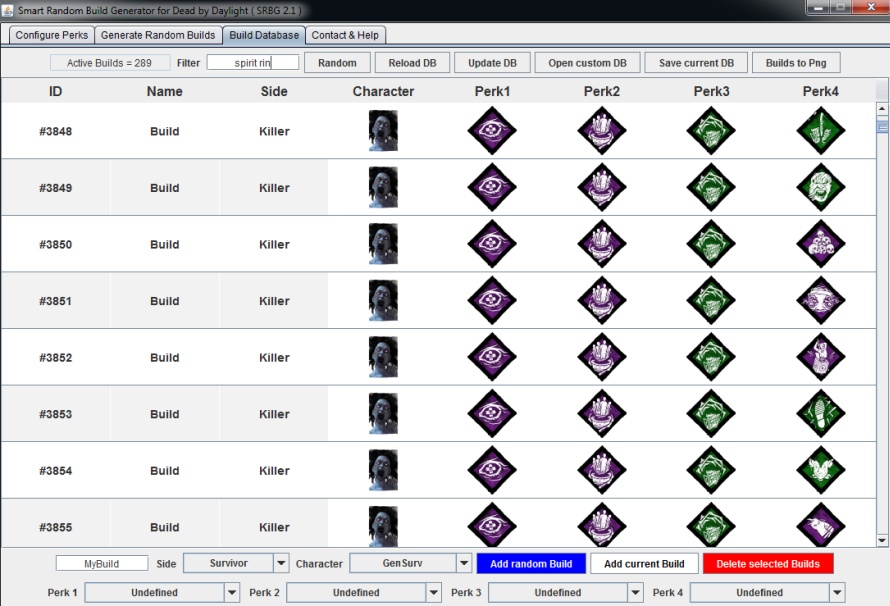 Smart Random Build Generator for Dead by Daylight ( SRBG 2.1 )
Configure Perks Generate Random Builds Build Database Contact & Help
Active Builds = 289 Filter spirit rin Random Reload DB Update DB Open custom DB Save current DB Builds to Png
ID Name Side Character Perk1 Perk2 Perk3 Perk4
#3848 Build Killer
#3849 Build Killer
#3850 Build Killer
#3851 Build Killer
#3852 Build Killer
#3853 Build Killer
#3854 Build Killer
#3855 Build Killer
MyBuild Side Survivor Character GenSurv Add random Build Add current Build Delete selected Builds
Perk 1 Undefined Perk 2 Undefined Perk 3 Undefined Perk 4 Undefined